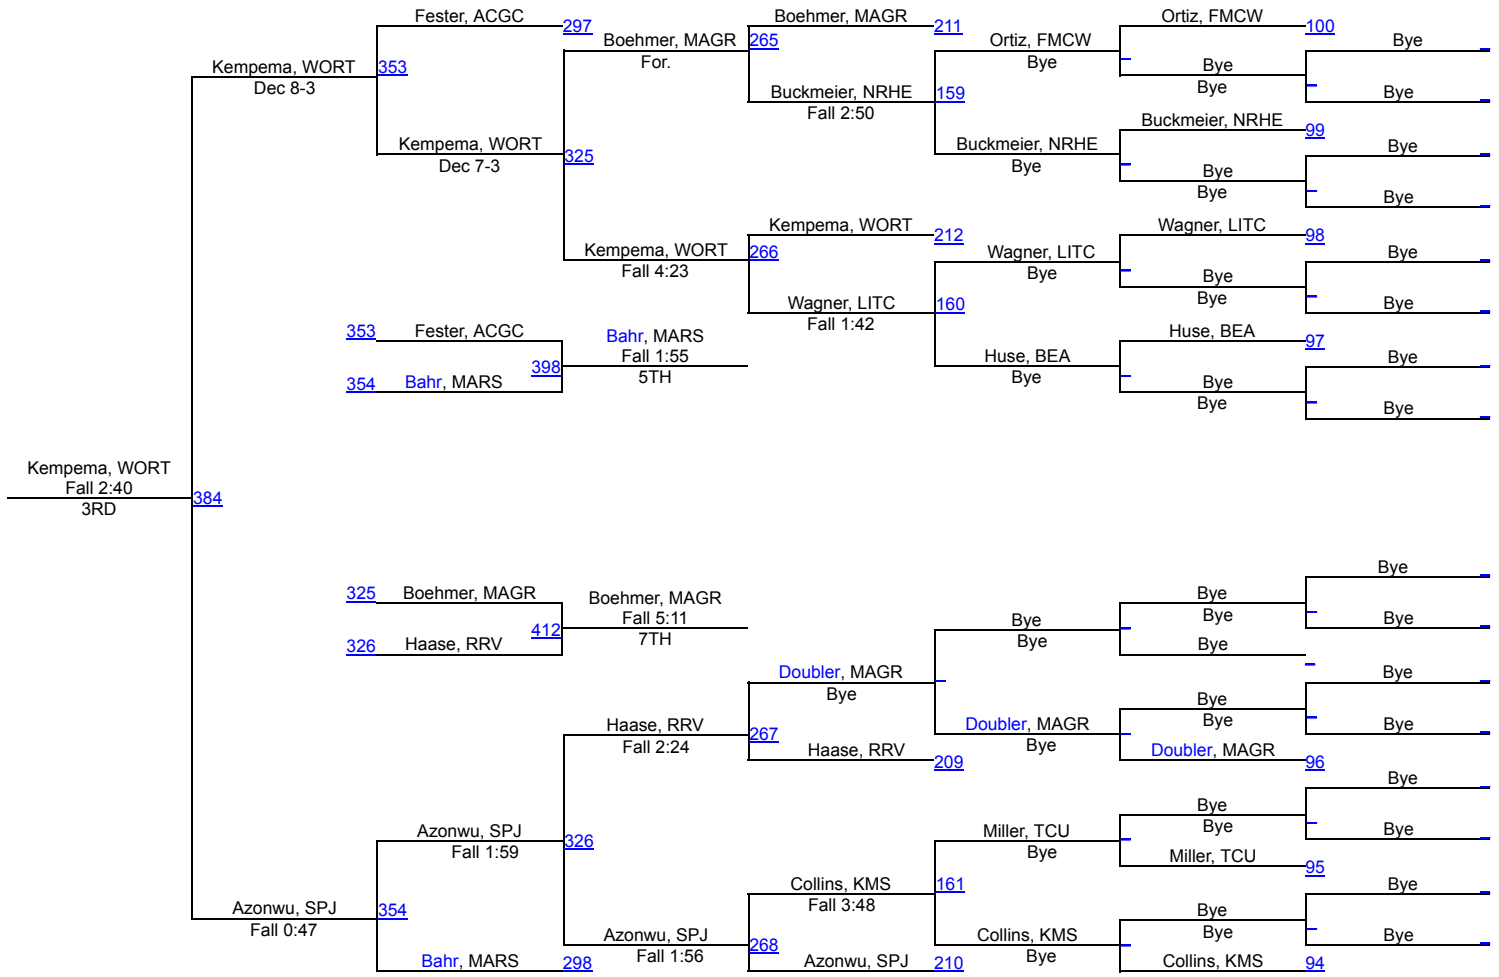 Fester, ACGC 297 Boehmer, MAGR 211 Ortiz, FMCW 100
Boehmer, MAGR 265 Ortiz, FMCW Bye
Kempema, WORT 353 For. Bye Bye
Dec 8-3 Buckmeier, NRHE 159 Bye Bye
Fall 2:50 Buckmeier, NRHE 99
Kempema, WORT 325 Buckmeier, NRHE Bye
Dec 7-3 Bye Bye
Bye Bye
Kempema, WORT 212 Wagner, LITC 98
Kempema, WORT 266 Wagner, LITC Bye
Fall 4:23 Bye Bye
Wagner, LITC 160 Bye Bye
353 Fester, ACGC Bahr, MARS Fall 1:42 Huse, BEA 97
398 Fall 1:55 Huse, BEA Bye
354 Bahr, MARS 5TH Bye Bye
Bye Bye
Kempema, WORT
Fall 2:40 384
3RD
Bye
325 Boehmer, MAGR Boehmer, MAGR Bye
412 Fall 5:11 Bye Bye Bye
326 Haase, RRV 7TH Bye Bye
Doubler, MAGR Bye
Bye Bye
Haase, RRV 267 Doubler, MAGR Bye Bye
Fall 2:24 Haase, RRV 209 Bye Doubler, MAGR 96
Bye
Azonwu, SPJ 326 Miller, TCU Bye
Fall 1:59 Bye Bye Bye
Miller, TCU 95
Collins, KMS 161 Bye
Azonwu, SPJ 354 Fall 3:48 Bye
Fall 0:47 Azonwu, SPJ 268 Collins, KMS Bye Bye
Bahr, MARS 298 Fall 1:56 Azonwu, SPJ 210 Bye Collins, KMS 94